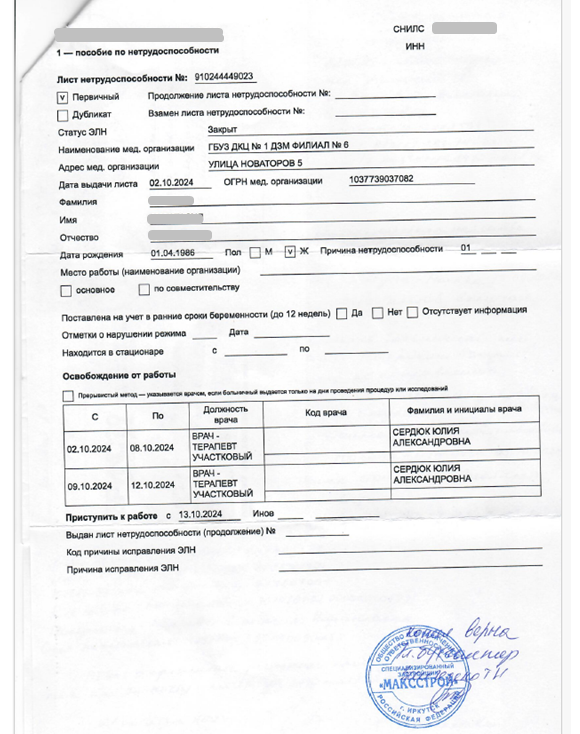 СНИЛС
ИНН
1 — пособие по нетрудоспособности
Лист нетрудоспособности №: 910244449023
v Первичный Продолжение листа нетрудоспособности №:
Дубликат Взамен листа нетрудоспособности №:
Статус ЭЛН Закрыт
Наименование мед. организации ГБУЗ ДКЦ № 1 ДЗМ ФИЛИАЛ № 6
Адрес мед. организации УЛИЦА НОВАТОРОВ 5
Дата выдачи листа 02.10.2024 ОГРН мед. организации 1037739037082
Фамилия
Имя
Отчество
Дата рождения 01.04.1986 Пол М v Ж Причина нетрудоспособности 01
Место работы (наименование организации)
основное по совместительству
Поставлена на учет в ранние сроки беременности (до 12 недель) Да Нет Отсутствует информация
Отметки о нарушении режима Дата
Находится в стационаре с по
Освобождение от работы
Прерывистый метод — указывается врачом, если больничный выдается только на дни проведения процедур или исследований
С По Должность врача Код врача Фамилия и инициалы врача
02.10.2024 08.10.2024 ВРАЧ - ТЕРАПЕВТ УЧАСТКОВЫЙ СЕРДЮК ЮЛИЯ АЛЕКСАНДРОВНА
09.10.2024 12.10.2024 ВРАЧ - ТЕРАПЕВТ УЧАСТКОВЫЙ СЕРДЮК ЮЛИЯ АЛЕКСАНДРОВНА
Приступить к работе с 13.10.2024 Инов
Выдан лист нетрудоспособности (продолжение) №
Код причины исправления ЭЛН
Причина исправления ЭЛН
копия верна
гл. бухгалтер
СПЕЦИАЛИЗИРОВАННЫЙ
«МАКССТРОЙ»
г. ИРКУТСК
РОССИЙСКАЯ ФЕДЕРАЦИЯ